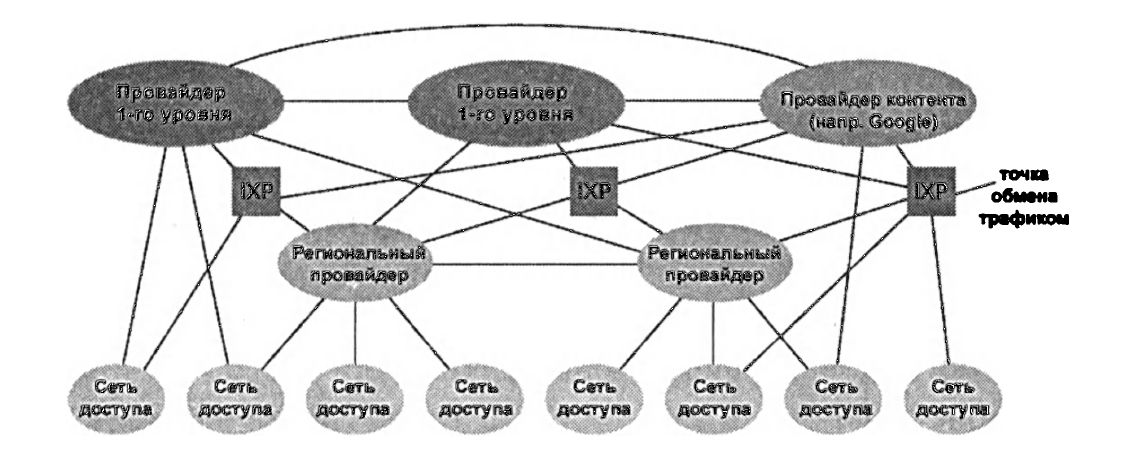 Провайдер
1-го уровня
Провайдер
1-го уровня
Провайдер контента
(напр. Google)
IXP
IXP
IXP
точка
обмена
трафиком
Региональный
провайдер
Региональный
провайдер
Сеть
доступа
Сеть
доступа
Сеть
доступа
Сеть
доступа
Сеть
доступа
Сеть
доступа
Сеть
доступа
Сеть
доступа